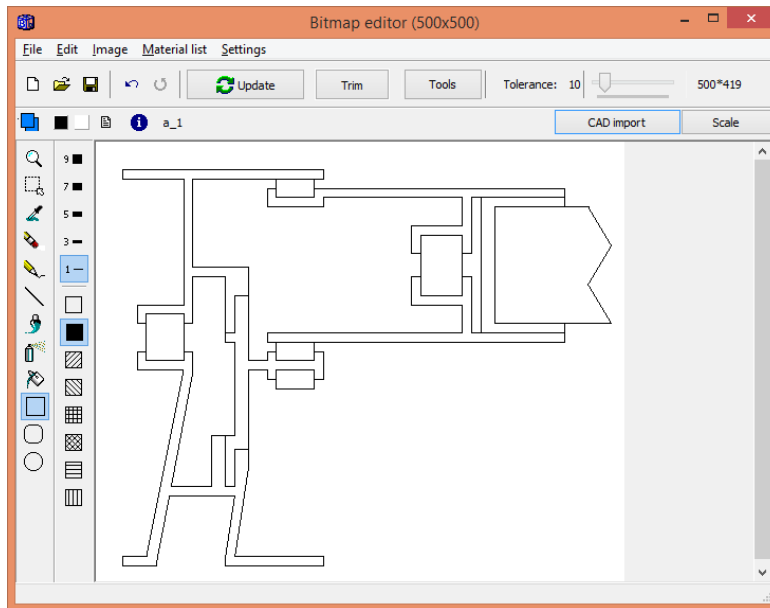 Bitmap editor (500x500)
File Edit Image Material list Settings
Update Trim Tools Tolerance: 10 500*419
a_1 CAD import Scale
9
7
5
3
1